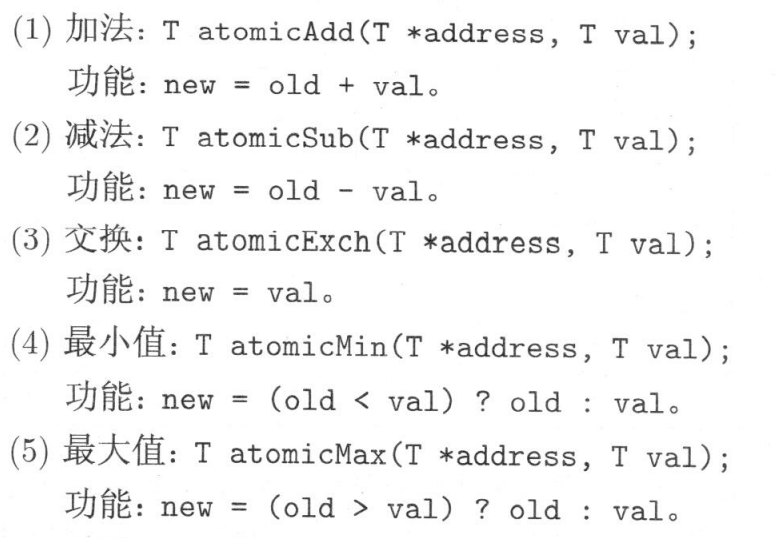 (1) 加法: T atomicAdd(T *address, T val);
功能: new = old + val。
(2) 减法: T atomicSub(T *address, T val);
功能: new = old - val。
(3) 交换: T atomicExch(T *address, T val);
功能: new = val。
(4) 最小值: T atomicMin(T *address, T val);
功能: new = (old < val) ? old : val。
(5) 最大值: T atomicMax(T *address, T val);
功能: new = (old > val) ? old : val。